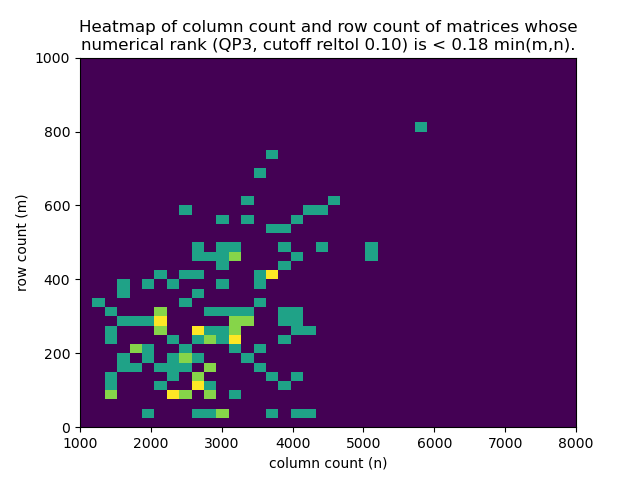 Heatmap of column count and row count of matrices whose
numerical rank (QP3, cutoff reltol 0.10) is < 0.18 min(m,n).
1000
800
600
400
200
0
row count (m)
1000 2000 3000 4000 5000 6000 7000 8000
column count (n)